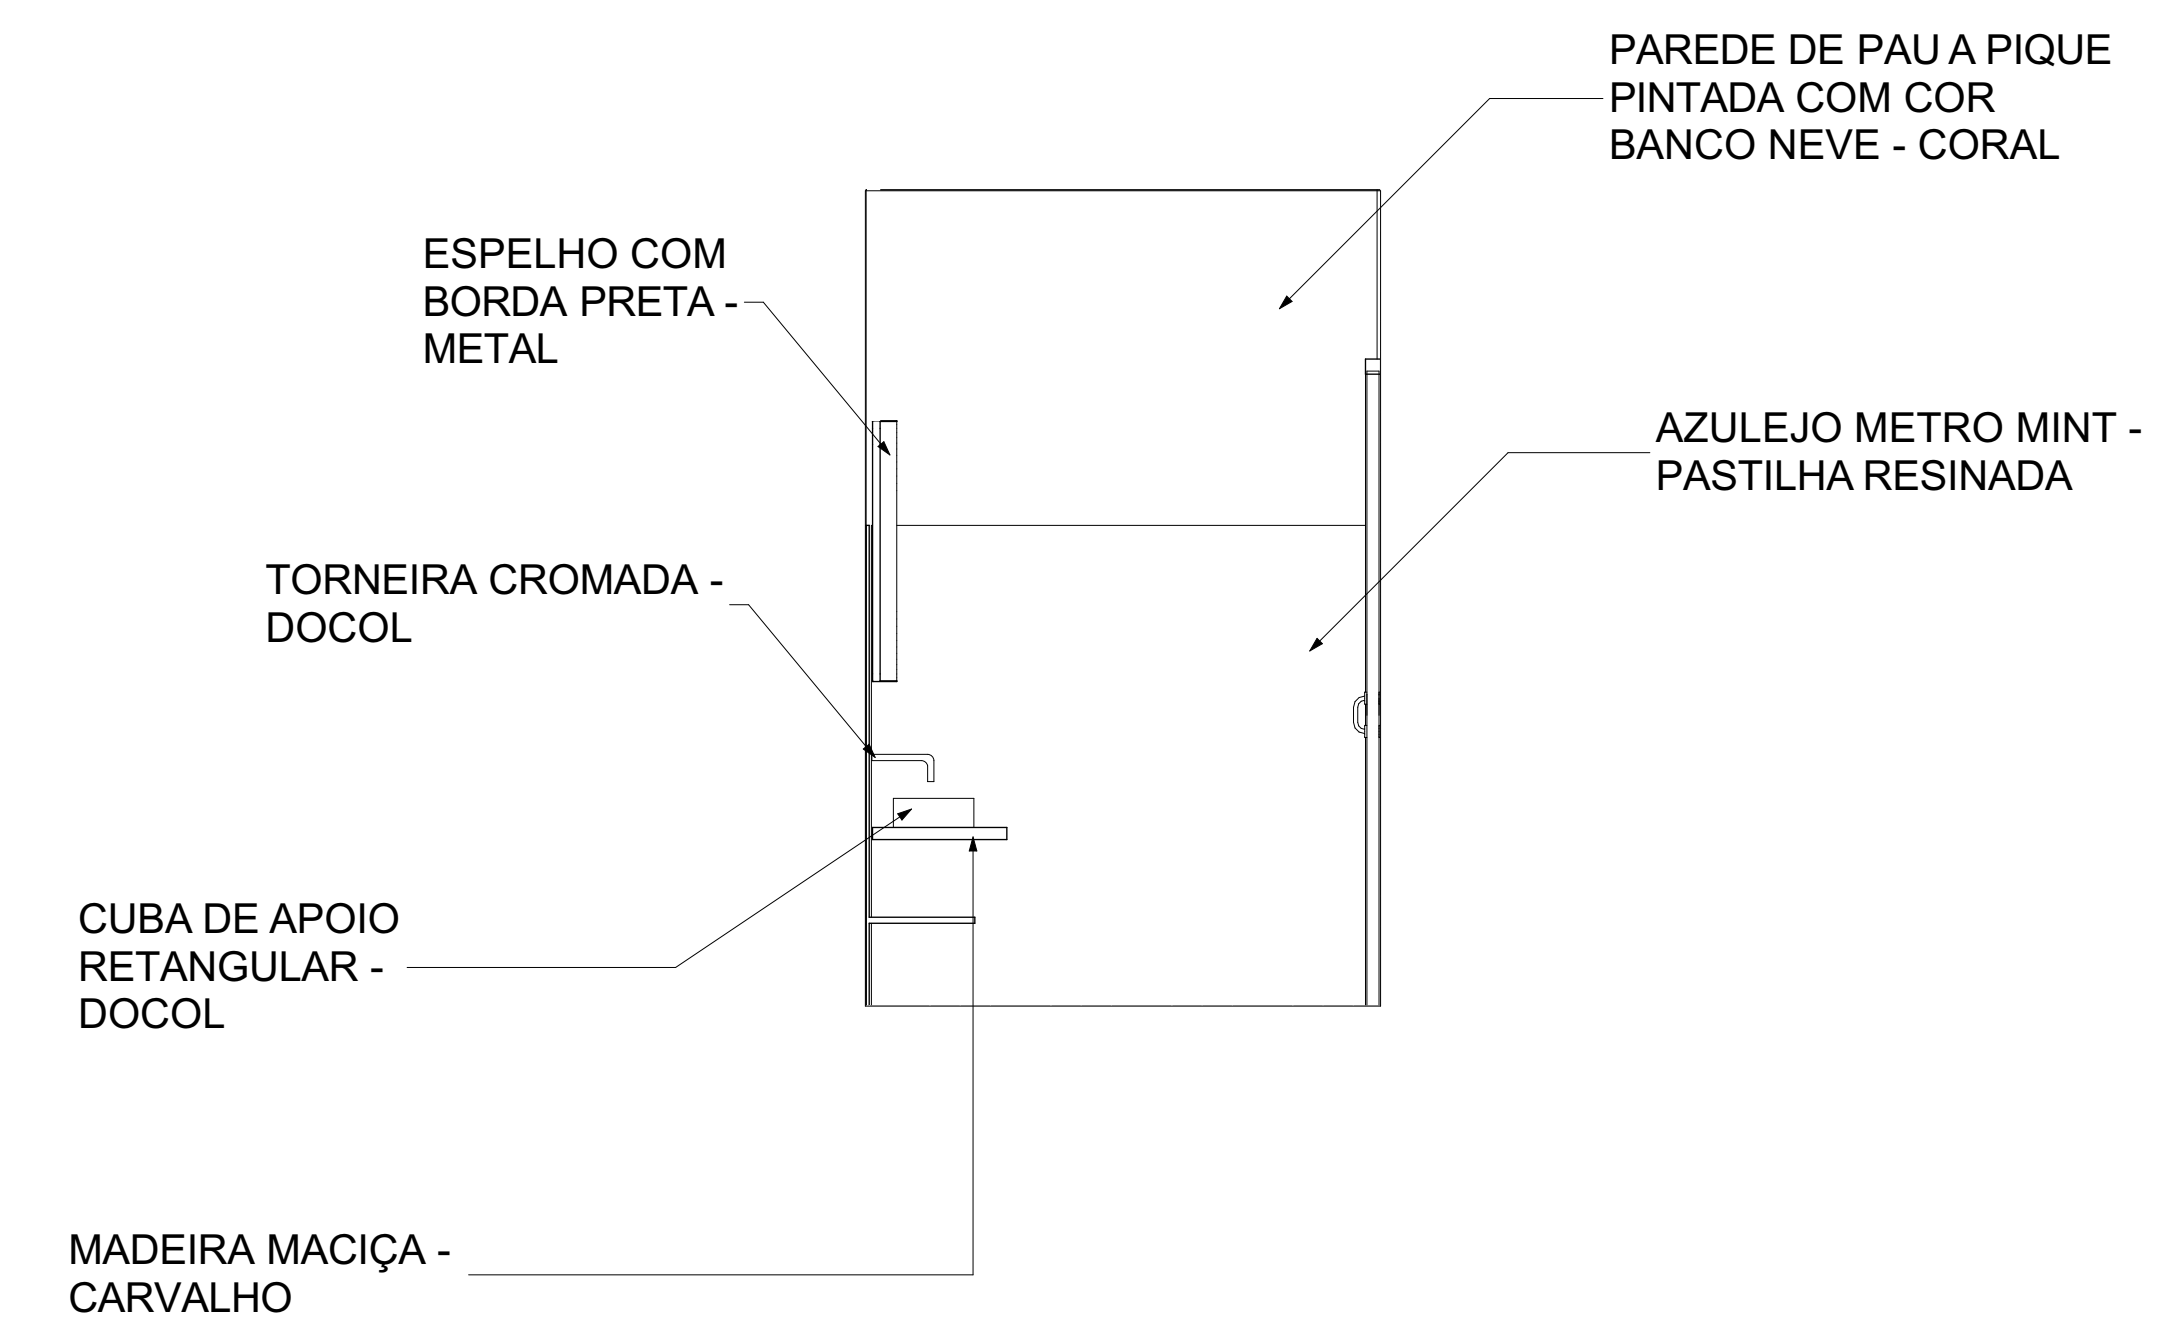 PAREDE DE PAU A PIQUE
PINTADA COM COR
BANCO NEVE - CORAL
ESPELHO COM
BORDA PRETA -
METAL
AZULEJO METRO MINT -
PASTILHA RESINADA
TORNEIRA CROMADA -
DOCOL
CUBA DE APOIO
RETANGULAR -
DOCOL
MADEIRA MACIÇA -
CARVALHO